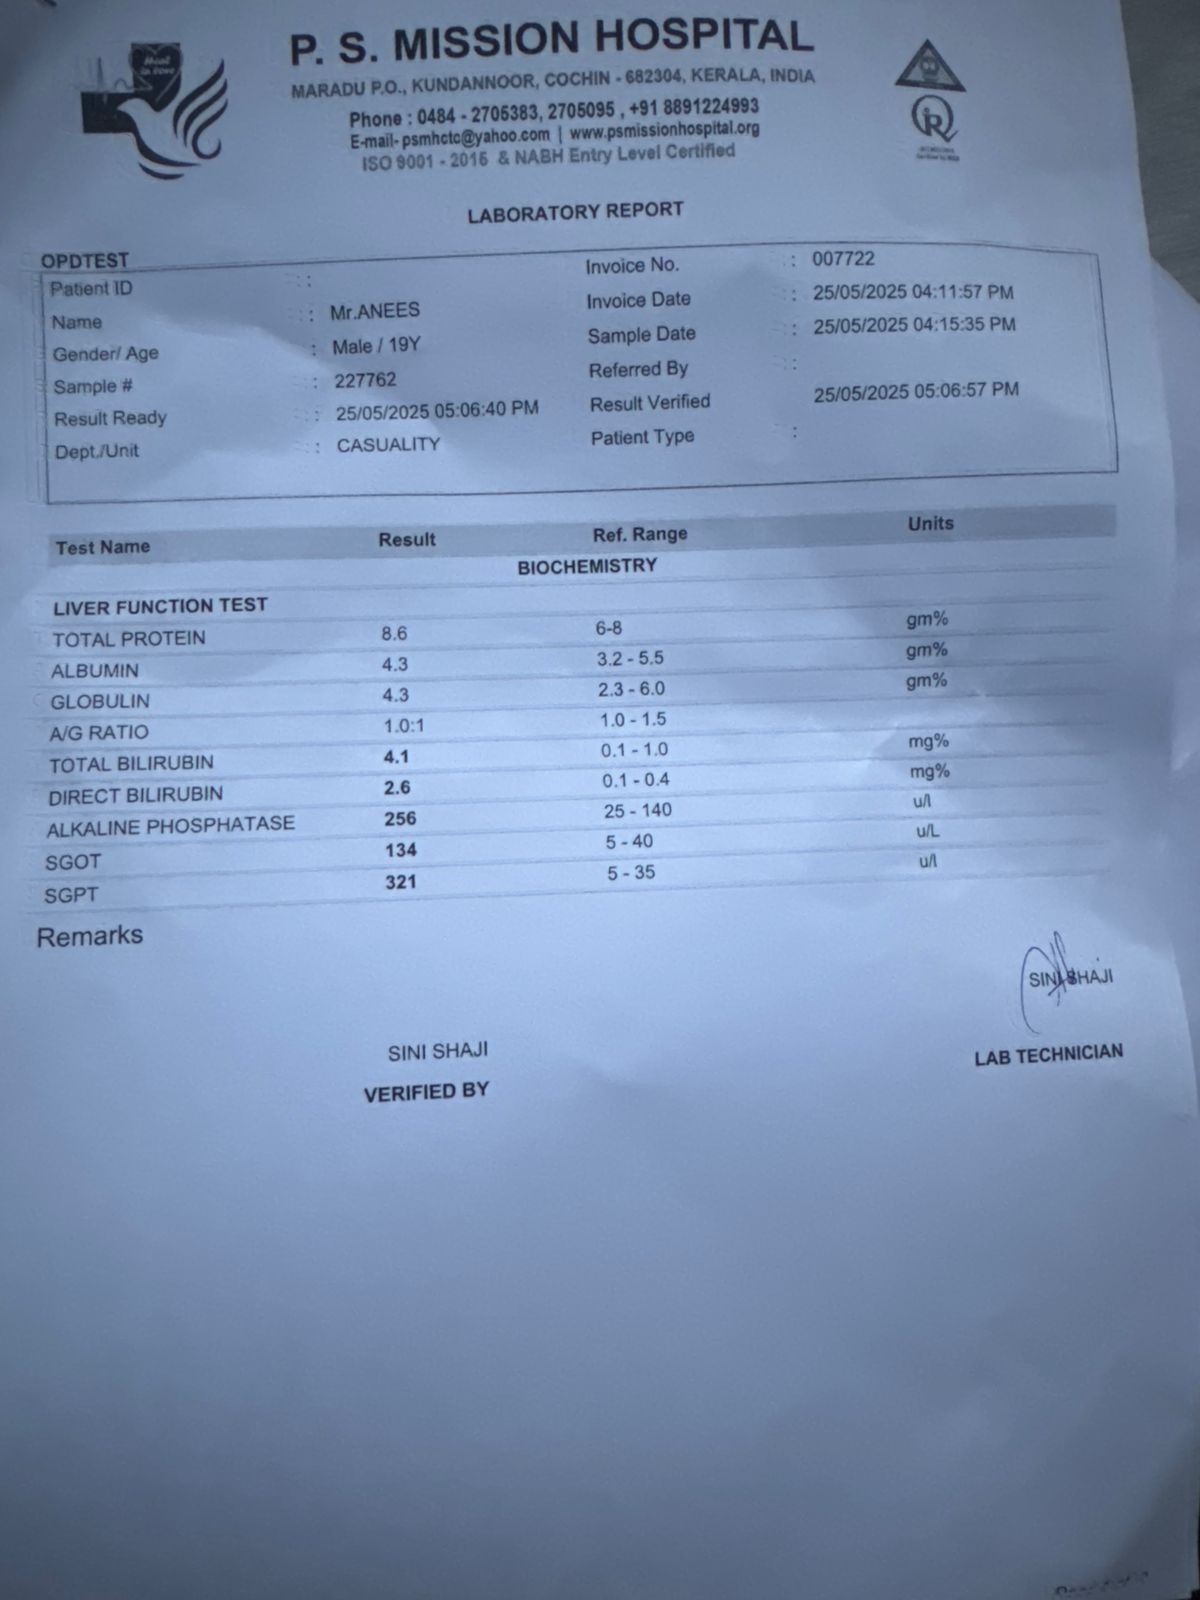 Heal in love
P. S. MISSION HOSPITAL
MARADU P.O., KUNDANNOOR, COCHIN - 682304, KERALA, INDIA
Phone : 0484 - 2705383, 2705095 , +91 8891224993
E-mail- psmhctc@yahoo.com | www.psmissionhospital.org
ISO 9001 - 2015 & NABH Entry Level Certified
LABORATORY REPORT
OPDTEST
Patient ID : Invoice No. : 007722
Name : Mr.ANEES Invoice Date : 25/05/2025 04:11:57 PM
Gender/ Age : Male / 19Y Sample Date : 25/05/2025 04:15:35 PM
Sample # : 227762 Referred By :
Result Ready : 25/05/2025 05:06:40 PM Result Verified 25/05/2025 05:06:57 PM
Dept./Unit : CASUALITY Patient Type :
Test Name Result Ref. Range Units
BIOCHEMISTRY
LIVER FUNCTION TEST
TOTAL PROTEIN 8.6 6-8 gm%
ALBUMIN 4.3 3.2 - 5.5 gm%
GLOBULIN 4.3 2.3 - 6.0 gm%
A/G RATIO 1.0:1 1.0 - 1.5
TOTAL BILIRUBIN 4.1 0.1 - 1.0 mg%
DIRECT BILIRUBIN 2.6 0.1 - 0.4 mg%
ALKALINE PHOSPHATASE 256 25 - 140 u/l
SGOT 134 5 - 40 u/L
SGPT 321 5 - 35 u/l
Remarks
SINI SHAJI
SINI SHAJI
LAB TECHNICIAN
VERIFIED BY